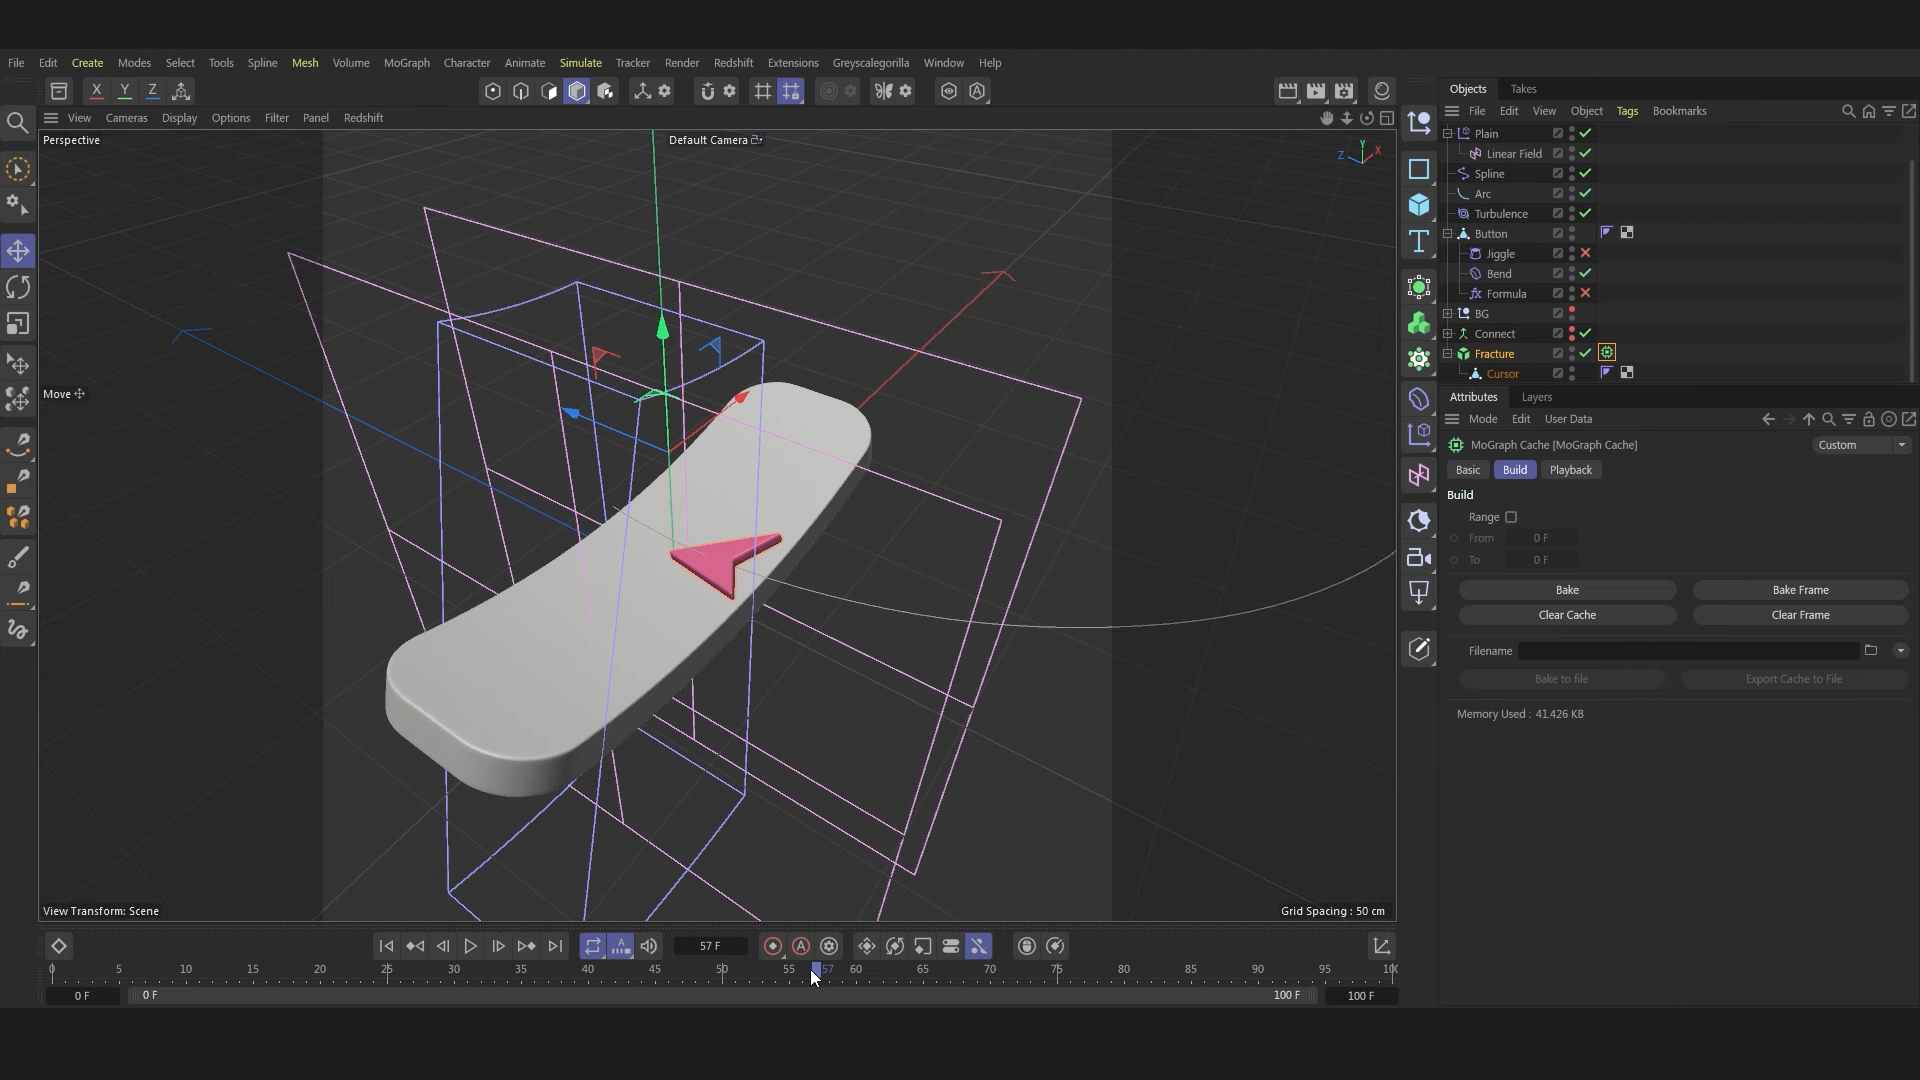 File Edit Create Modes Select Tools Spline Mesh Volume MoGraph Character Animate Simulate Tracker Render Redshift Extensions Greyscalegorilla Window Help
X Y Z
View Cameras Display Options Filter Panel Redshift
Perspective
Default Camera
Y
Z
X
Move
View Transform: Scene
Grid Spacing : 50 cm
57 F
0 5 10 15 20 25 30 35 40 45 50 55 57 60 65 70 75 80 85 90 95 100
0 F
0 F
100 F
100 F
Objects Takes
File Edit View Object Tags Bookmarks
Plain
Linear Field
Spline
Arc
Turbulence
Button
Jiggle
Bend
Formula
BG
Connect
Fracture
Cursor
Attributes Layers
Mode Edit User Data
MoGraph Cache [MoGraph Cache]
Custom
Basic Build Playback
Build
Range
From 0 F
To 0 F
Bake Bake Frame
Clear Cache Clear Frame
Filename
Bake to file Export Cache to File
Memory Used : 41.426 KB